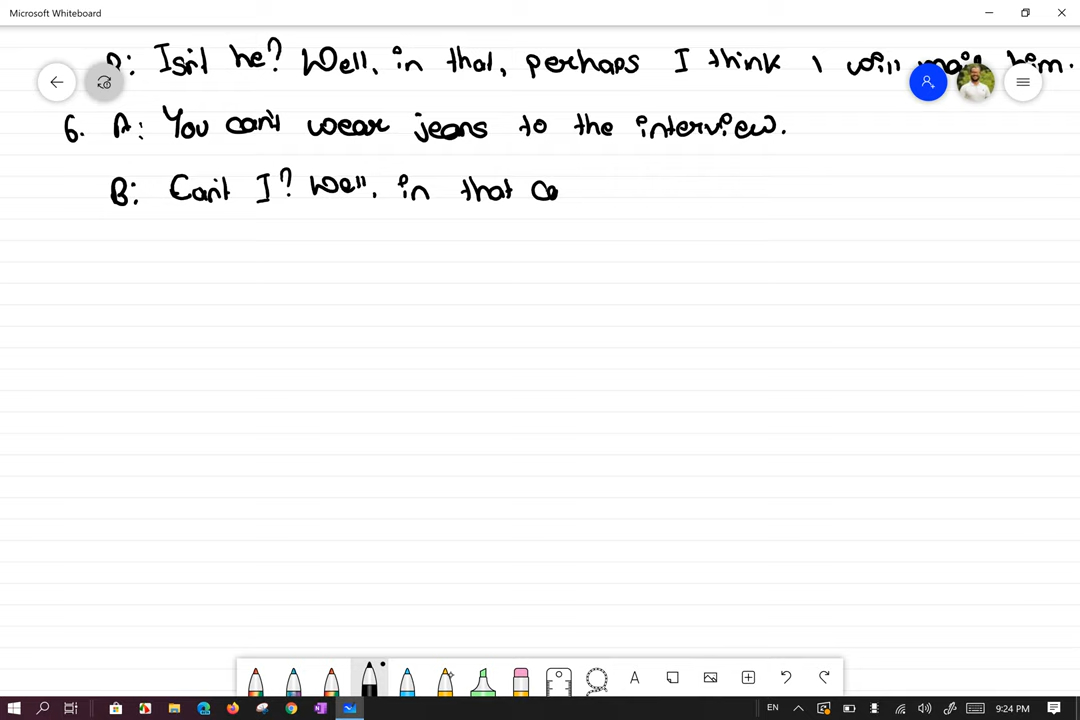 Microsoft Whiteboard
B: Isn't he? Well, in that, perhaps I think I will him.
6. A: You can't wear jeans to the interview.
B: Can't I? Well, in that ca
A
EN 9:24 PM